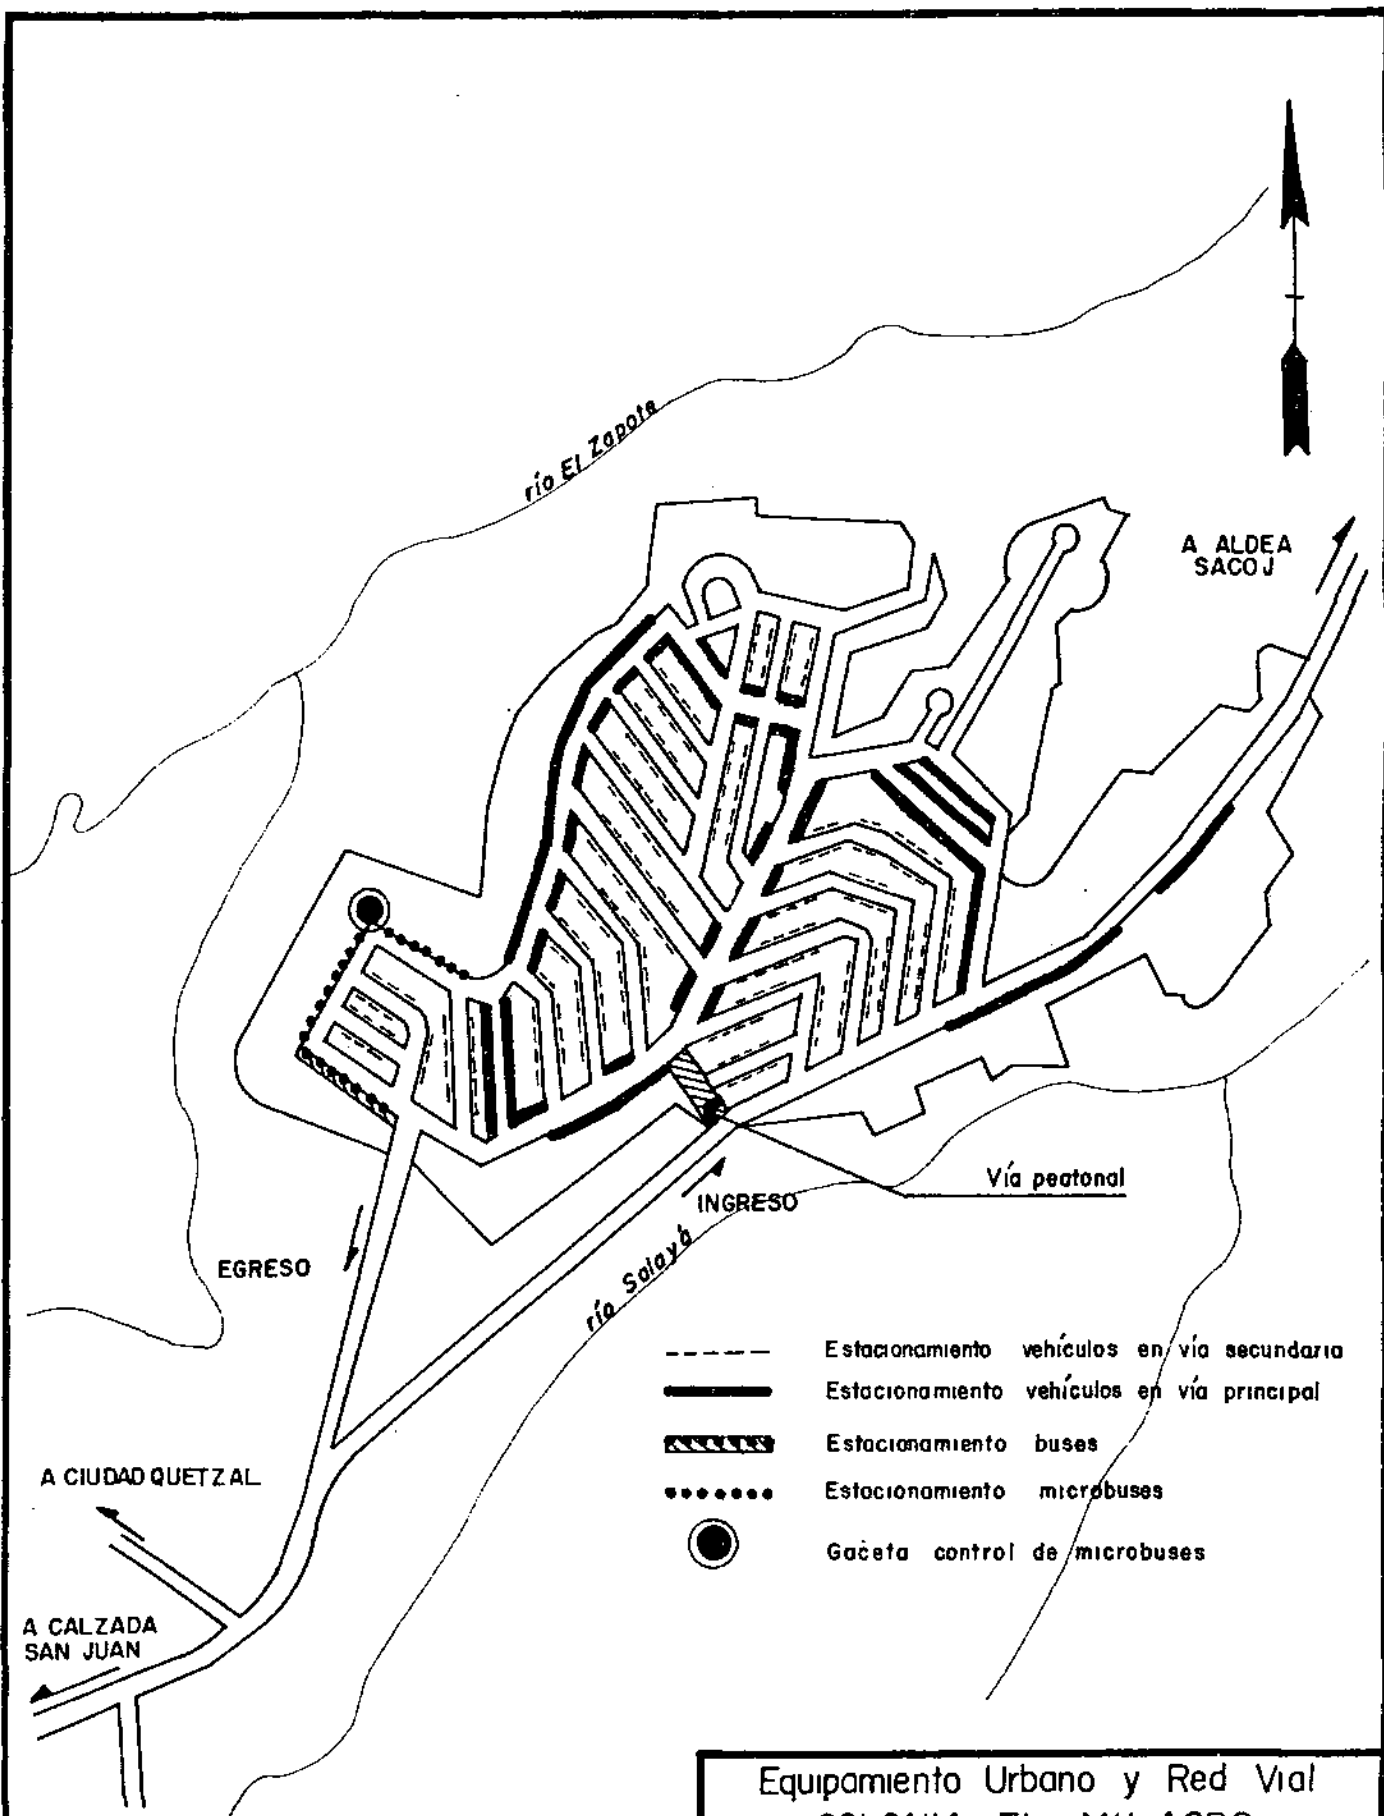 río El Zapote
A ALDEA
SACOJ
Vía peatonal
INGRESO
EGRESO
río Salayá
Estacionamiento vehículos en vía secundaria
Estacionamiento vehículos en vía principal
Estacionamiento buses
Estacionamiento microbuses
Gaceta control de microbuses
A CIUDAD QUETZAL
A CALZADA
SAN JUAN
Equipamiento Urbano y Red Vial